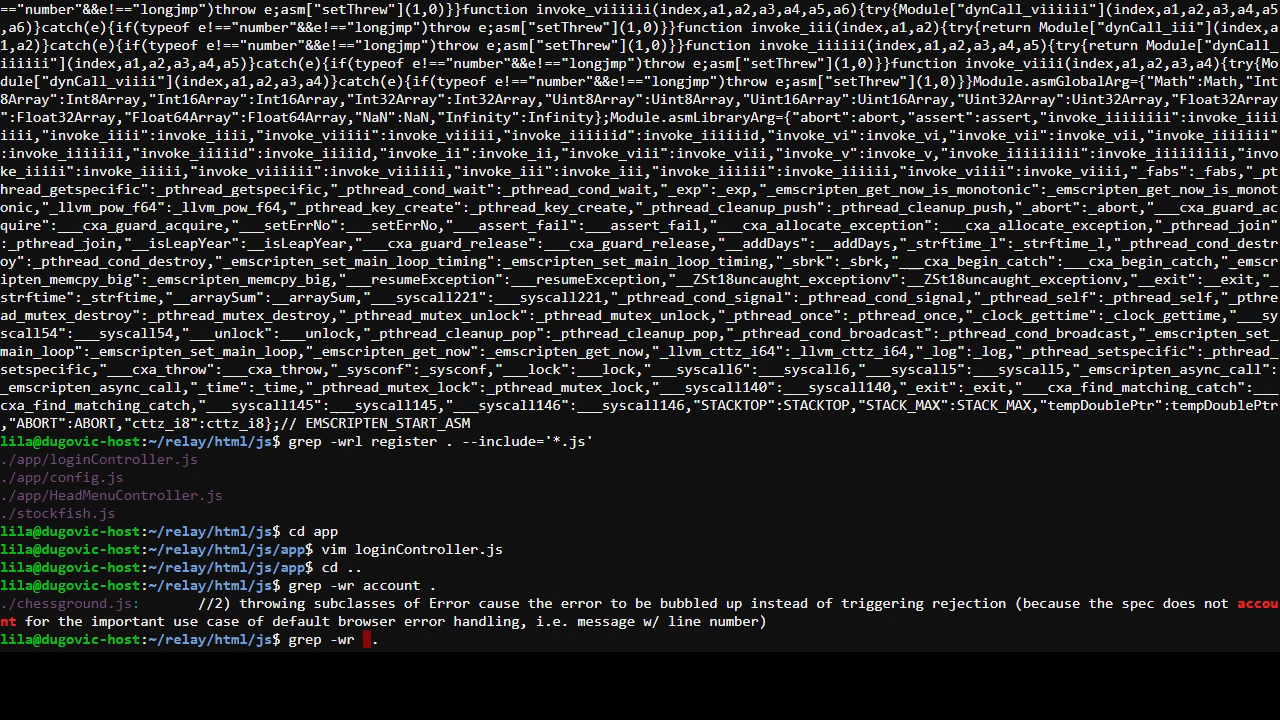 =="number"&&e!=="longjmp")throw e;asm["setThrew"](1,0)}}function invoke_viiiiii(index,a1,a2,a3,a4,a5,a6){try{Module["dynCall_viiiiii"](index,a1,a2,a3,a4,a5
,a6)}catch(e){if(typeof e!=="number"&&e!=="longjmp")throw e;asm["setThrew"](1,0)}}function invoke_iii(index,a1,a2){try{return Module["dynCall_iii"](index,a
1,a2)}catch(e){if(typeof e!=="number"&&e!=="longjmp")throw e;asm["setThrew"](1,0)}}function invoke_iiiiii(index,a1,a2,a3,a4,a5){try{return Module["dynCall_
iiiiii"](index,a1,a2,a3,a4,a5)}catch(e){if(typeof e!=="number"&&e!=="longjmp")throw e;asm["setThrew"](1,0)}}function invoke_viiii(index,a1,a2,a3,a4){try{Mo
dule["dynCall_viiii"](index,a1,a2,a3,a4)}catch(e){if(typeof e!=="number"&&e!=="longjmp")throw e;asm["setThrew"](1,0)}}Module.asmGlobalArg={"Math":Math,"Int
8Array":Int8Array,"Int16Array":Int16Array,"Int32Array":Int32Array,"Uint8Array":Uint8Array,"Uint16Array":Uint16Array,"Uint32Array":Uint32Array,"Float32Array
":Float32Array,"Float64Array":Float64Array,"NaN":NaN,"Infinity":Infinity};Module.asmLibraryArg={"abort":abort,"assert":assert,"invoke_iiiiiiii":invoke_iiii
iiii,"invoke_iiii":invoke_iiii,"invoke_viiiii":invoke_viiiii,"invoke_iiiiiid":invoke_iiiiiid,"invoke_vi":invoke_vi,"invoke_vii":invoke_vii,"invoke_iiiiiii"
:invoke_iiiiiii,"invoke_iiiiid":invoke_iiiiid,"invoke_ii":invoke_ii,"invoke_viii":invoke_viii,"invoke_v":invoke_v,"invoke_iiiiiiiii":invoke_iiiiiiiii,"invo
ke_iiiii":invoke_iiiii,"invoke_viiiiii":invoke_viiiiii,"invoke_iii":invoke_iii,"invoke_iiiiii":invoke_iiiiii,"invoke_viiii":invoke_viiii,"_fabs":_fabs,"_pt
hread_getspecific":_pthread_getspecific,"_pthread_cond_wait":_pthread_cond_wait,"_exp":_exp,"_emscripten_get_now_is_monotonic":_emscripten_get_now_is_monot
onic,"_llvm_pow_f64":_llvm_pow_f64,"_pthread_key_create":_pthread_key_create,"_pthread_cleanup_push":_pthread_cleanup_push,"_abort":_abort,"___cxa_guard_ac
quire":___cxa_guard_acquire,"___setErrNo":___setErrNo,"___assert_fail":___assert_fail,"___cxa_allocate_exception":___cxa_allocate_exception,"_pthread_join"
:_pthread_join,"__isLeapYear":__isLeapYear,"___cxa_guard_release":___cxa_guard_release,"__addDays":__addDays,"_strftime_l":_strftime_l,"_pthread_cond_destr
oy":_pthread_cond_destroy,"_emscripten_set_main_loop_timing":_emscripten_set_main_loop_timing,"_sbrk":_sbrk,"___cxa_begin_catch":___cxa_begin_catch,"_emscr
ipten_memcpy_big":_emscripten_memcpy_big,"___resumeException":___resumeException,"__ZSt18uncaught_exceptionv":__ZSt18uncaught_exceptionv,"__exit":__exit,"_
strftime":_strftime,"__arraySum":__arraySum,"___syscall221":___syscall221,"_pthread_cond_signal":_pthread_cond_signal,"_pthread_self":_pthread_self,"_pthre
ad_mutex_destroy":_pthread_mutex_destroy,"_pthread_mutex_unlock":_pthread_mutex_unlock,"_pthread_once":_pthread_once,"_clock_gettime":_clock_gettime,"___sy
scall54":___syscall54,"___unlock":___unlock,"_pthread_cleanup_pop":_pthread_cleanup_pop,"_pthread_cond_broadcast":_pthread_cond_broadcast,"_emscripten_set_
main_loop":_emscripten_set_main_loop,"_emscripten_get_now":_emscripten_get_now,"_llvm_cttz_i64":_llvm_cttz_i64,"_log":_log,"_pthread_setspecific":_pthread_
setspecific,"___cxa_throw":___cxa_throw,"_sysconf":_sysconf,"___lock":___lock,"___syscall6":___syscall6,"___syscall5":___syscall5,"_emscripten_async_call":
_emscripten_async_call,"_time":_time,"_pthread_mutex_lock":_pthread_mutex_lock,"___syscall140":___syscall140,"_exit":_exit,"___cxa_find_matching_catch":___
cxa_find_matching_catch,"___syscall145":___syscall145,"___syscall146":___syscall146,"STACKTOP":STACKTOP,"STACK_MAX":STACK_MAX,"tempDoublePtr":tempDoublePtr
,"ABORT":ABORT,"cttz_i8":cttz_i8};// EMSCRIPTEN_START_ASM
lila@dugovic-host:~/relay/html/js$ grep -wrl register . --include='*.js'
./app/loginController.js
./app/config.js
./app/HeadMenuController.js
./stockfish.js
lila@dugovic-host:~/relay/html/js$ cd app
lila@dugovic-host:~/relay/html/js/app$ vim loginController.js
lila@dugovic-host:~/relay/html/js/app$ cd ..
lila@dugovic-host:~/relay/html/js$ grep -wr account .
./chessground.js:       //2) throwing subclasses of Error cause the error to be bubbled up instead of triggering rejection (because the spec does not accou
nt for the important use case of default browser error handling, i.e. message w/ line number)
lila@dugovic-host:~/relay/html/js$ grep -wr  .